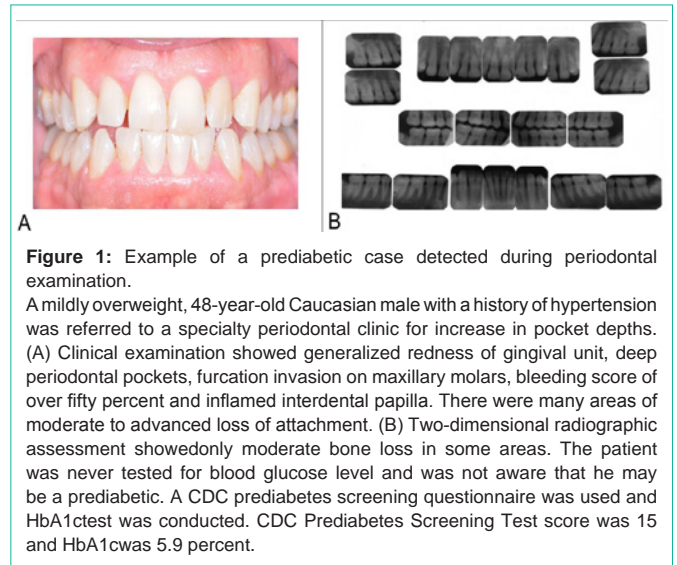 A
B
Figure 1: Example of a prediabetic case detected during periodontal
examination.
A mildly overweight, 48-year-old Caucasian male with a history of hypertension
was referred to a specialty periodontal clinic for increase in pocket depths.
(A) Clinical examination showed generalized redness of gingival unit, deep
periodontal pockets, furcation invasion on maxillary molars, bleeding score of
over fifty percent and inflamed interdental papilla. There were many areas of
moderate to advanced loss of attachment. (B) Two-dimensional radiographic
assessment showedonly moderate bone loss in some areas. The patient
was never tested for blood glucose level and was not aware that he may
be a prediabetic. A CDC prediabetes screening questionnaire was used and
HbA1ctest was conducted. CDC Prediabetes Screening Test score was 15
and HbA1cwas 5.9 percent.